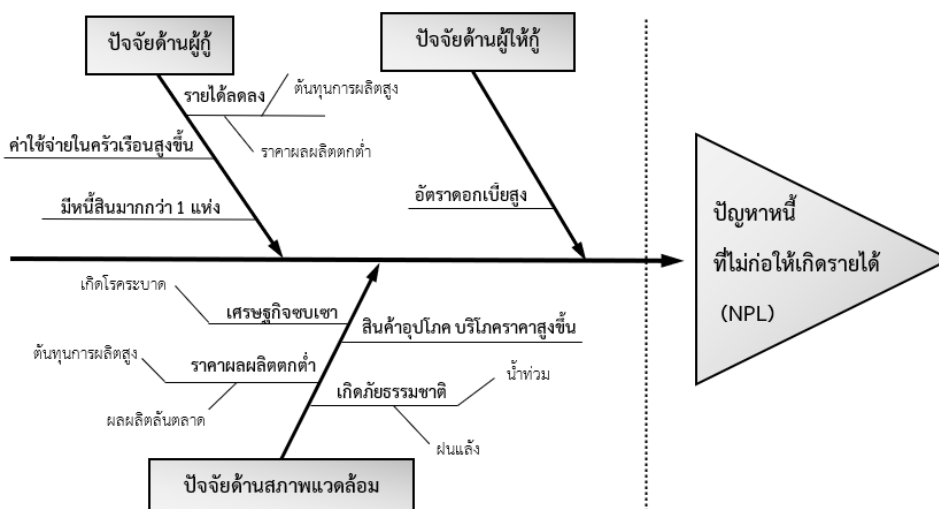 ปัจจัยด้านผู้กู้
ปัจจัยด้านผู้ให้กู้
รายได้ลดลง
ต้นทุนการผลิตสูง
ค่าใช้จ่ายในครัวเรือนสูงขึ้น
ราคาผลผลิตตกต่ำ
มีหนี้สินมากกว่า 1 แห่ง
อัตราดอกเบี้ยสูง
ปัญหาหนี้
ที่ไม่ก่อให้เกิดรายได้
(NPL)
เกิดโรคระบาด
เศรษฐกิจซบเซา
สินค้าอุปโภค บริโภคราคาสูงขึ้น
ต้นทุนการผลิตสูง
ราคาผลผลิตตกต่ำ
เกิดภัยธรรมชาติ
น้ำท่วม
ผลผลิตล้นตลาด
ฝนแล้ง
ปัจจัยด้านสภาพแวดล้อม